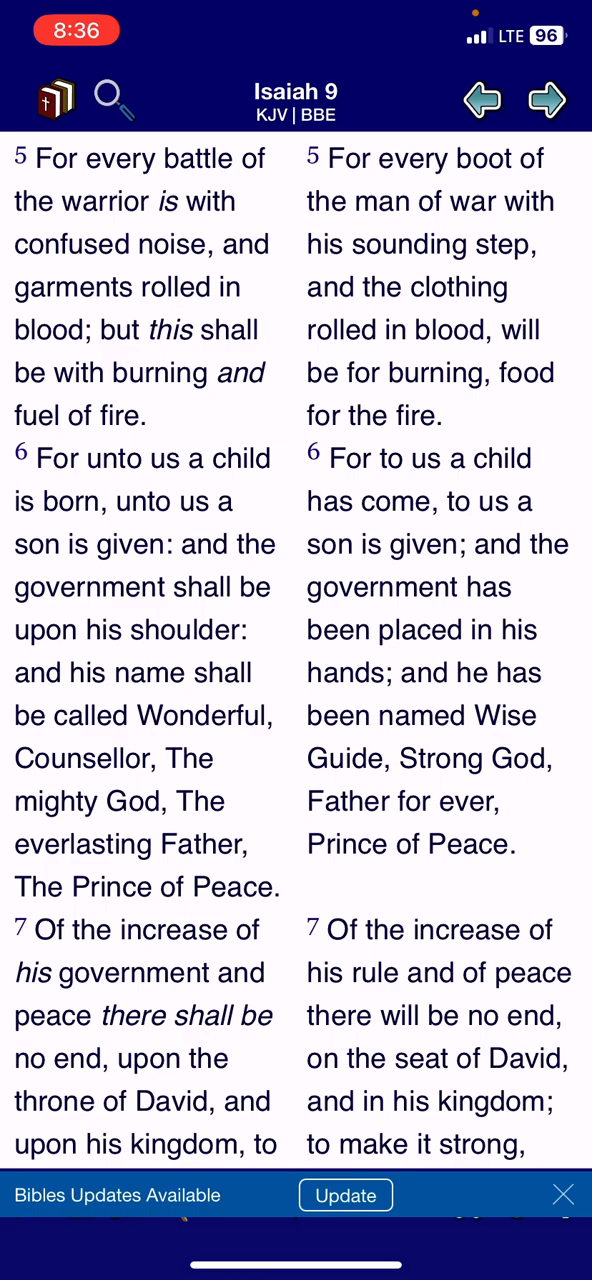 8:36
LTE 96
Isaiah 9
KJV | BBE
5 For every battle of
the warrior is with
confused noise, and
garments rolled in
blood; but this shall
be with burning and
fuel of fire.
6 For unto us a child
is born, unto us a
son is given: and the
government shall be
upon his shoulder:
and his name shall
be called Wonderful,
Counsellor, The
mighty God, The
everlasting Father,
The Prince of Peace.
7 Of the increase of
his government and
peace there shall be
no end, upon the
throne of David, and
upon his kingdom, to
5 For every boot of
the man of war with
his sounding step,
and the clothing
rolled in blood, will
be for burning, food
for the fire.
6 For to us a child
has come, to us a
son is given; and the
government has
been placed in his
hands; and he has
been named Wise
Guide, Strong God,
Father for ever,
Prince of Peace.
7 Of the increase of
his rule and of peace
there will be no end,
on the seat of David,
and in his kingdom;
to make it strong,
Bibles Updates Available
Update